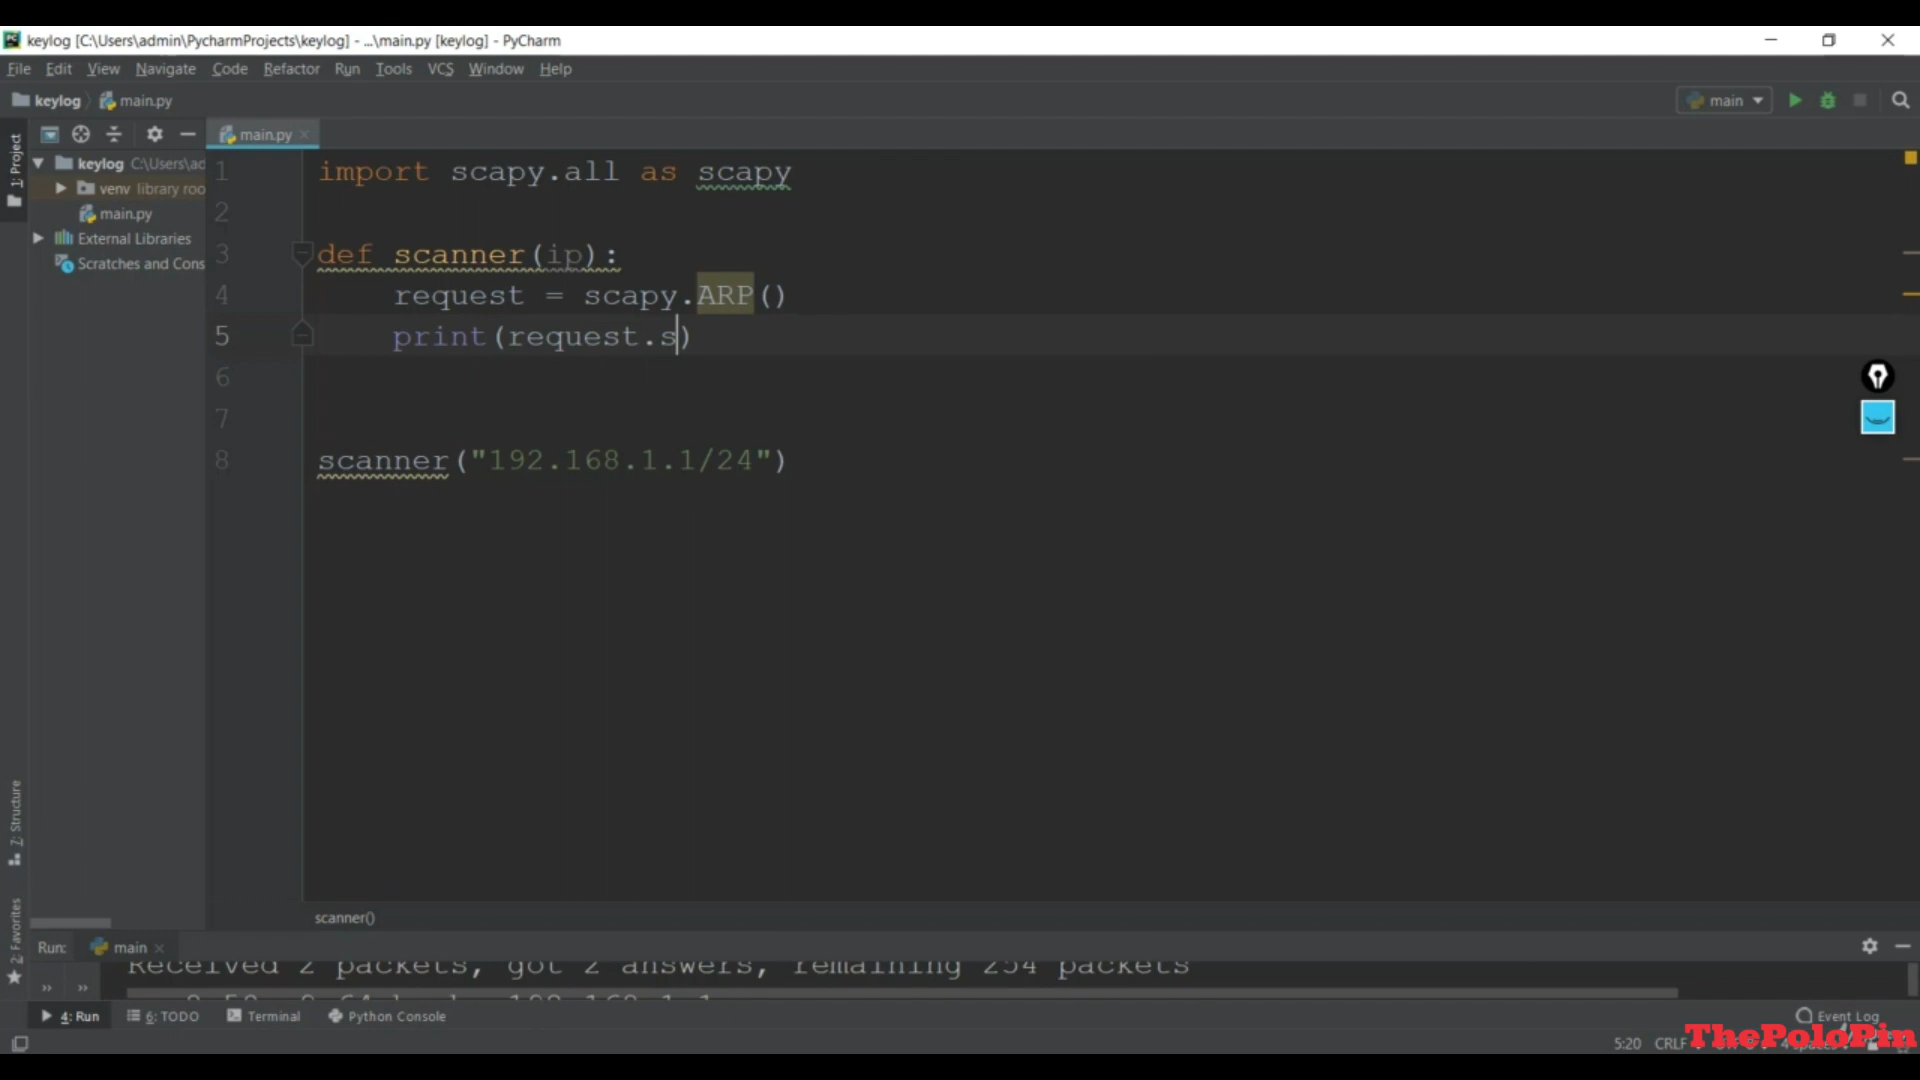 keylog [C:\Users\admin\PycharmProjects\keylog] - ...\main.py [keylog] - PyCharm
File Edit View Navigate Code Refactor Run Tools VCS Window Help
keylog main.py
main
main.py
1: Project
keylog C:\Users\ad
venv library roo
main.py
External Libraries
Scratches and Cons
1 import scapy.all as scapy
2
3 def scanner(ip):
4 request = scapy.ARP()
5 print(request.s)
6
7
8 scanner("192.168.1.1/24")
Z: Structure
2: Favorites
scanner()
Run: main
Received 2 packets, got 2 answers, remaining 254 packets
4: Run 6: TODO Terminal Python Console
Event Log
5:20 CRLF 4 spaces
ThePoloPin